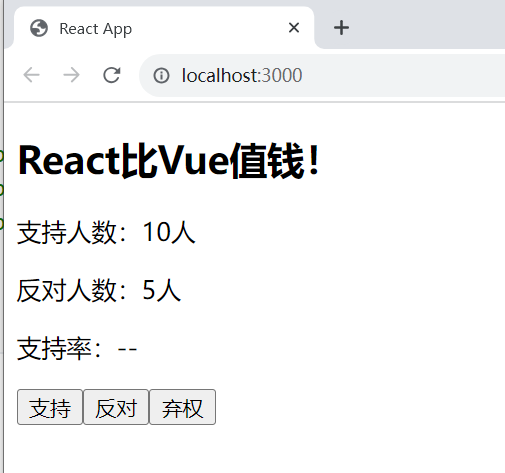 React App
localhost:3000
React比Vue值钱！
支持人数：10人
反对人数：5人
支持率：--
支持 反对 弃权